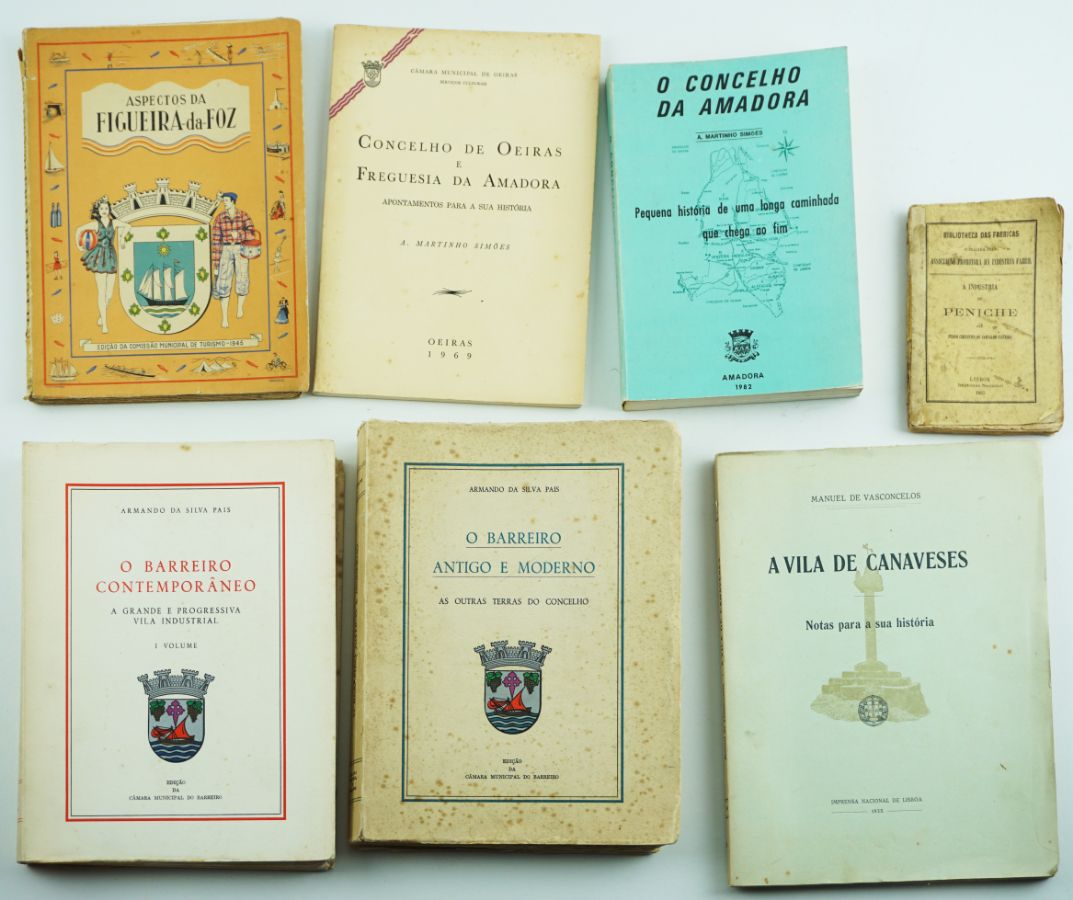 ASPECTOS DA
FIGUEIRA-da-FOZ
EDIÇÃO DA COMISSÃO MUNICIPAL DE TURISMO-1945
CÂMARA MUNICIPAL DE OEIRAS
SERVIÇOS CULTURAIS
CONCELHO DE OEIRAS
E
FREGUESIA DA AMADORA
APONTAMENTOS PARA A SUA HISTÓRIA
A. MARTINHO SIMÕES
OEIRAS
1969
O CONCELHO
DA AMADORA
A. MARTINHO SIMÕES
Pequena história de uma longa caminhada
que chega ao fim
AMADORA
1982
BIBLIOTHECA DAS FABRICAS
A INDUSTRIA
DE
PENICHE
LISBOA
ARMANDO DA SILVA PAIS
O BARREIRO
CONTEMPORÂNEO
A GRANDE E PROGRESSIVA
VILA INDUSTRIAL
I VOLUME
EDIÇÃO
DA
CÂMARA MUNICIPAL DO BARREIRO
ARMANDO DA SILVA PAIS
O BARREIRO
ANTIGO E MODERNO
AS OUTRAS TERRAS DO CONCELHO
EDIÇÃO
DA
CÂMARA MUNICIPAL DO BARREIRO
MANUEL DE VASCONCELOS
A VILA DE CANAVESES
Notas para a sua história
IMPRENSA NACIONAL DE LISBOA